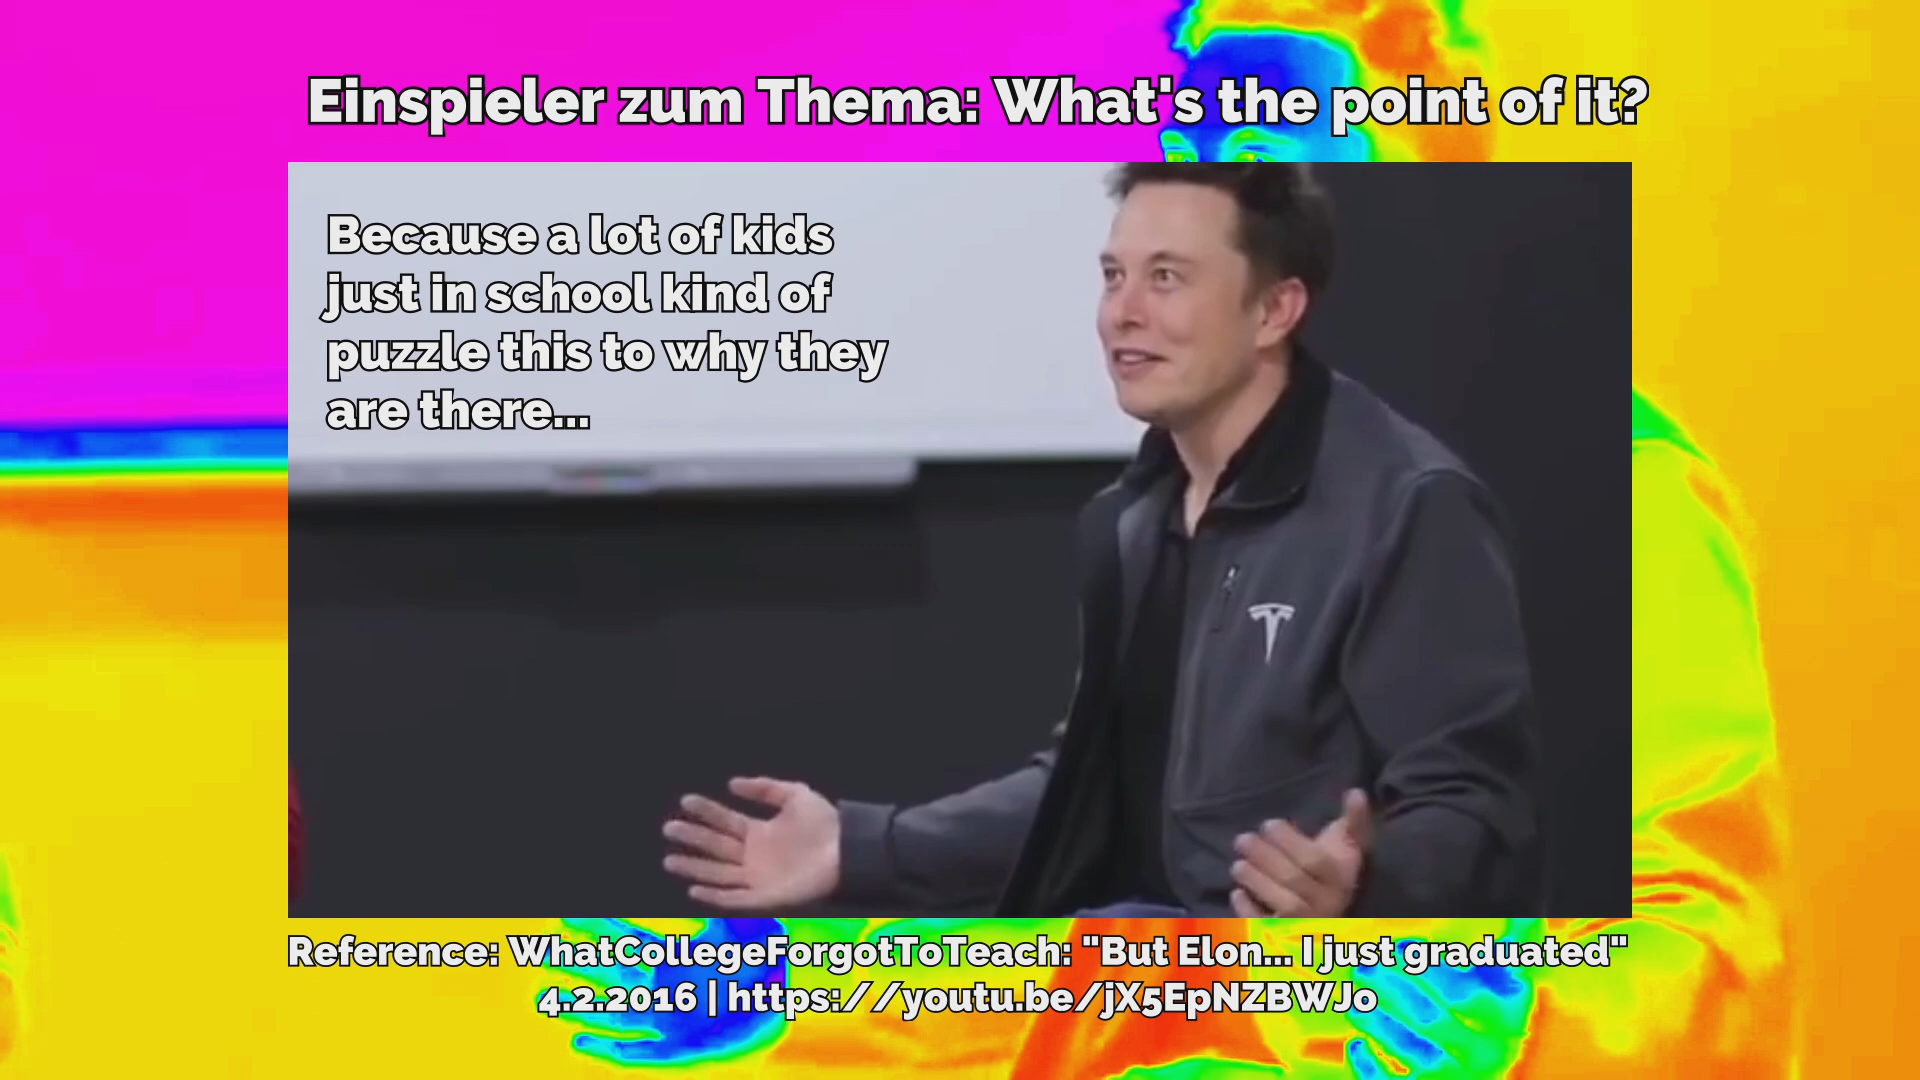 Einspieler zum Thema: What's the point of it?
Because a lot of kids
just in school kind of
puzzle this to why they
are there...
Reference: WhatCollegeForgotToTeach: "But Elon... I just graduated"
4.2.2016 | https://youtu.be/jX5EpNZBWJo